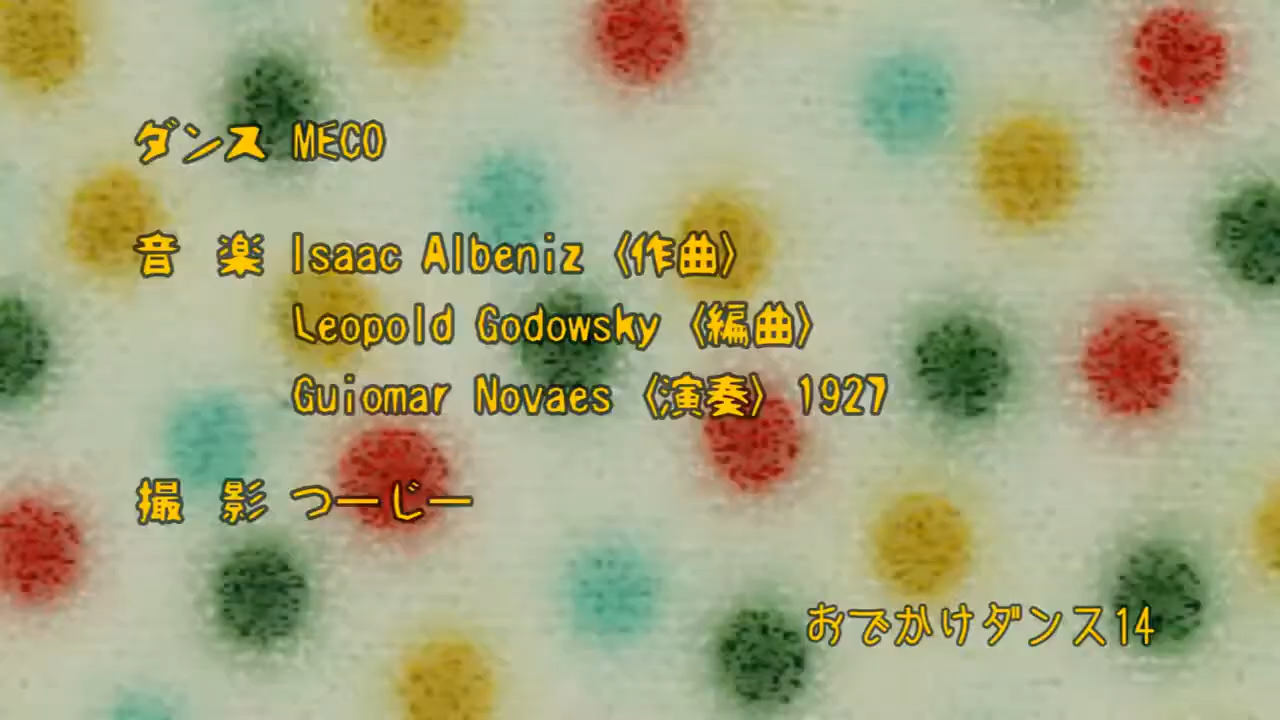 ダンス MECO
音　楽 Isaac Albeniz〈作曲〉
Leopold Godowsky〈編曲〉
Guiomar Novaes〈演奏〉1927
撮　影 つーじー
おでかけダンス14